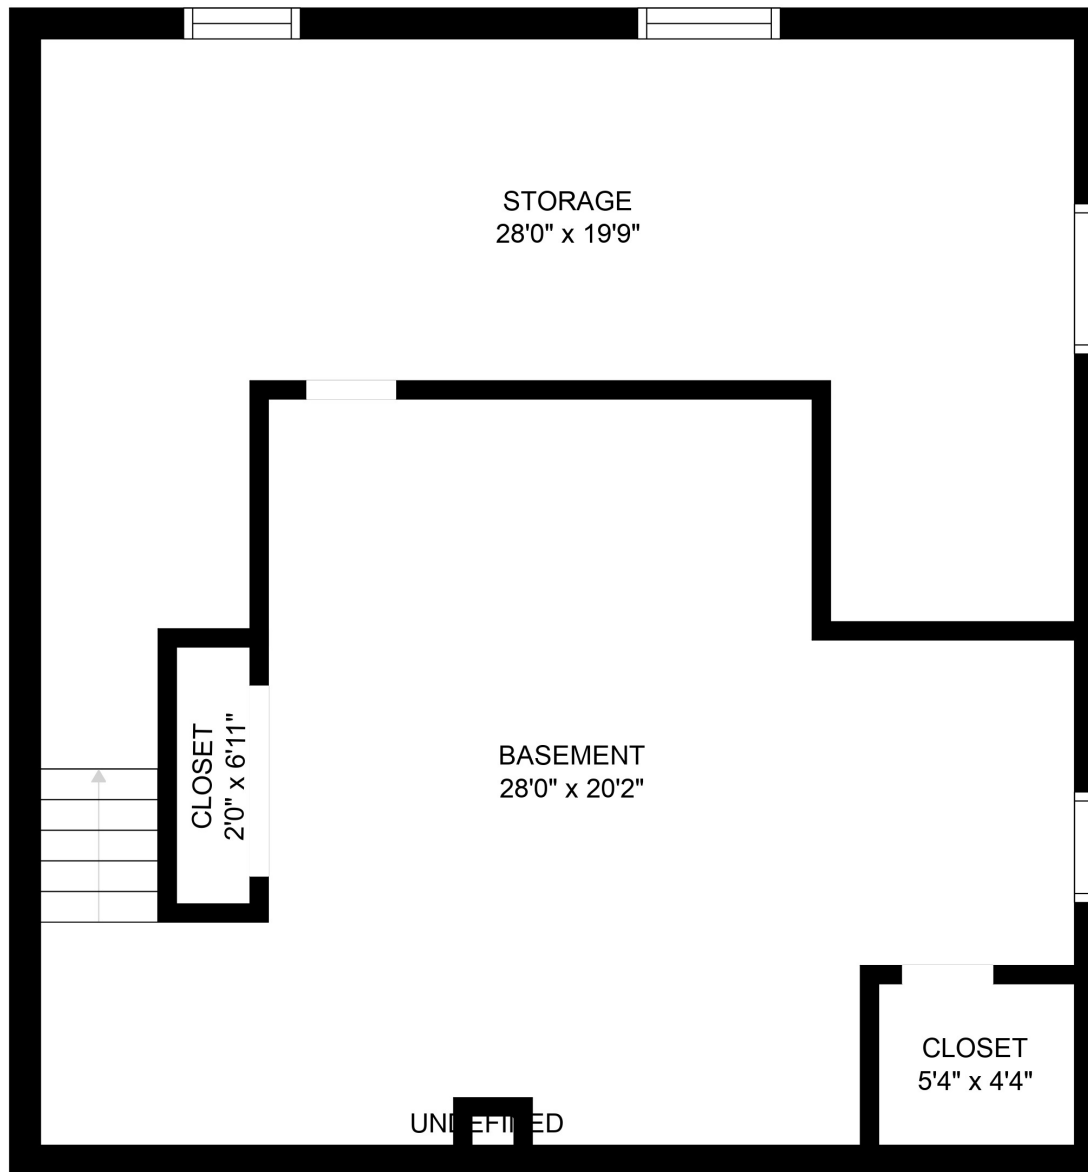 STORAGE
28'0" x 19'9"
CLOSET
2'0" x 6'11"
BASEMENT
28'0" x 20'2"
CLOSET
5'4" x 4'4"
UNDEFINED